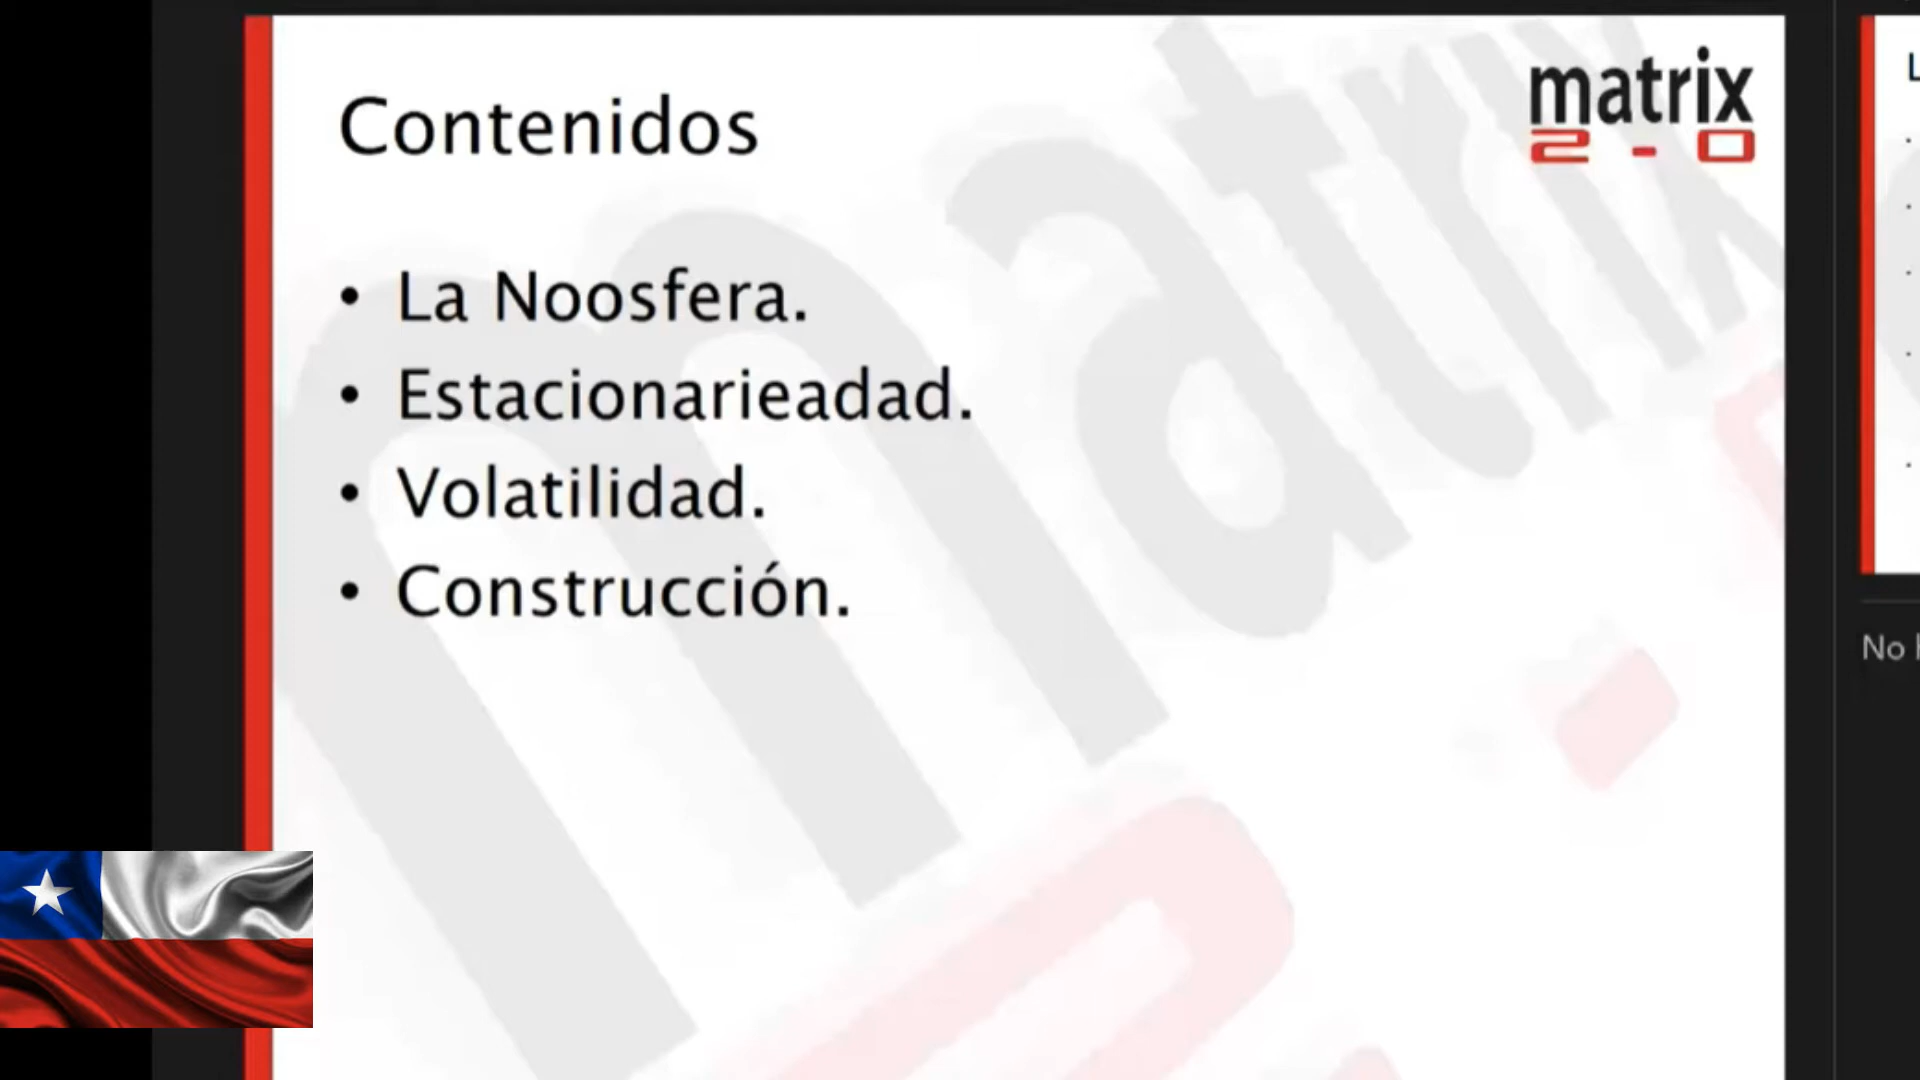 Contenidos
matrix
2-0
• La Noosfera.
• Estacionarieadad.
• Volatilidad.
• Construcción.
No